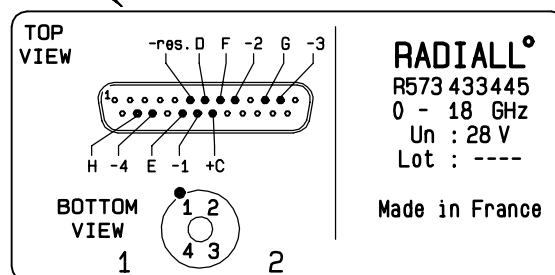 TOP
VIEW
-res. D F -2 G -3
1
H -4 E -1 +C
BOTTOM
VIEW
1 2
4 3
1 2
RADIALL°
R573 433445
0 - 18 GHz
Un : 28 V
Lot : ----
Made in France